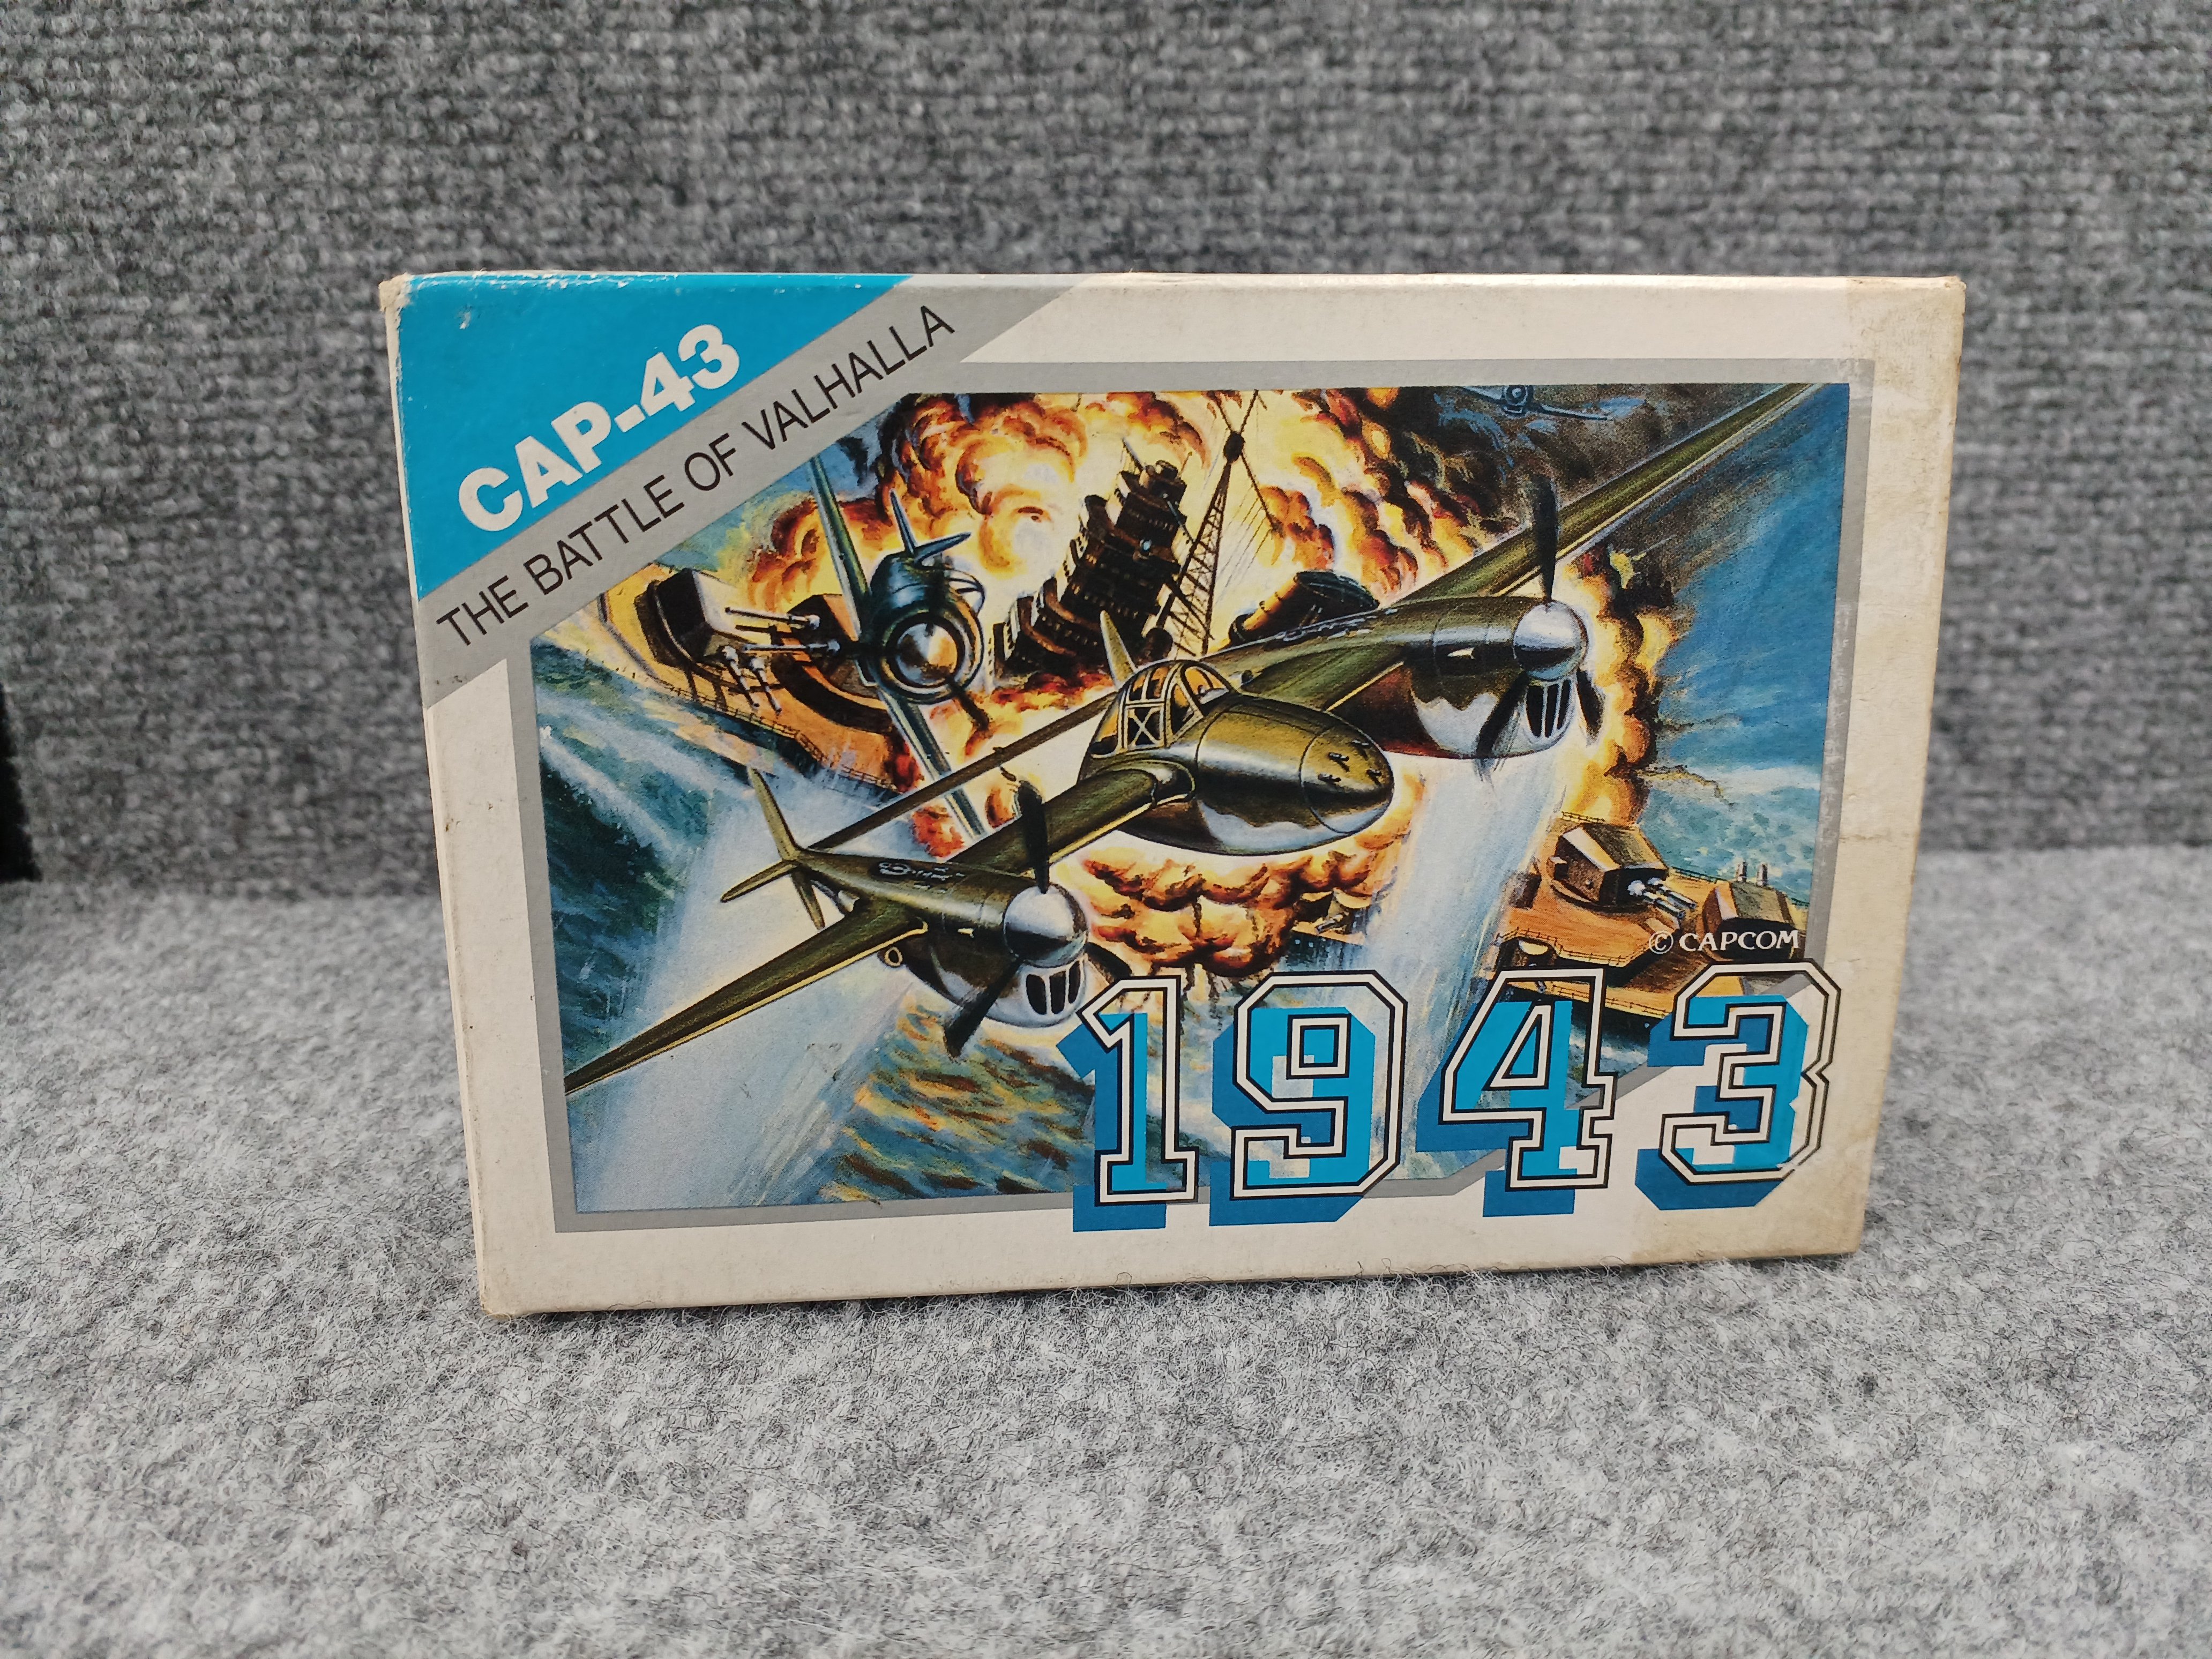 CAP-43
THE BATTLE OF VALHALLA
© CAPCOM
1943